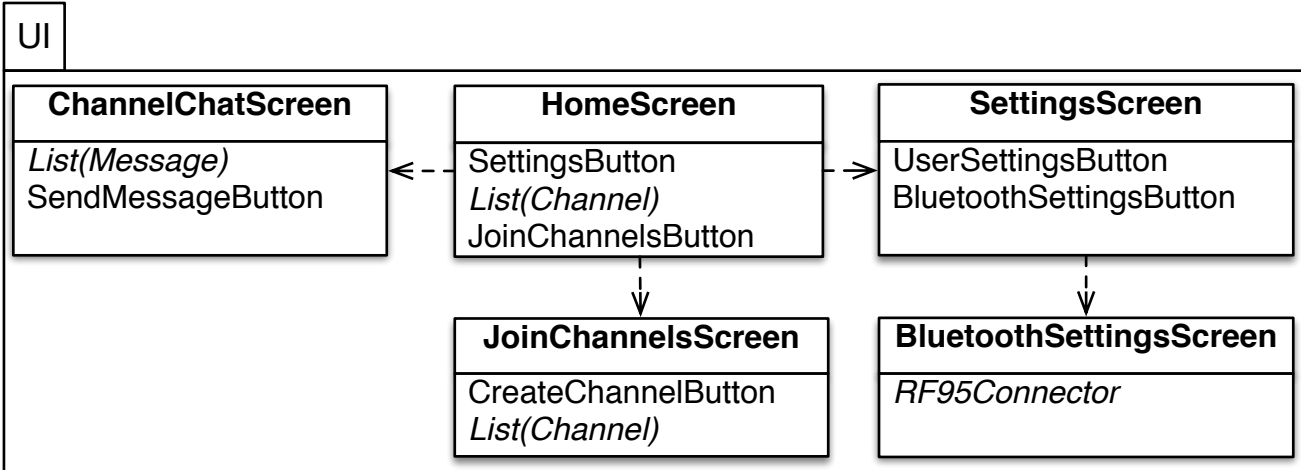 UI
ChannelChatScreen
List(Message)
SendMessageButton
HomeScreen
SettingsButton
List(Channel)
JoinChannelsButton
SettingsScreen
UserSettingsButton
BluetoothSettingsButton
JoinChannelsScreen
CreateChannelButton
List(Channel)
BluetoothSettingsScreen
RF95Connector